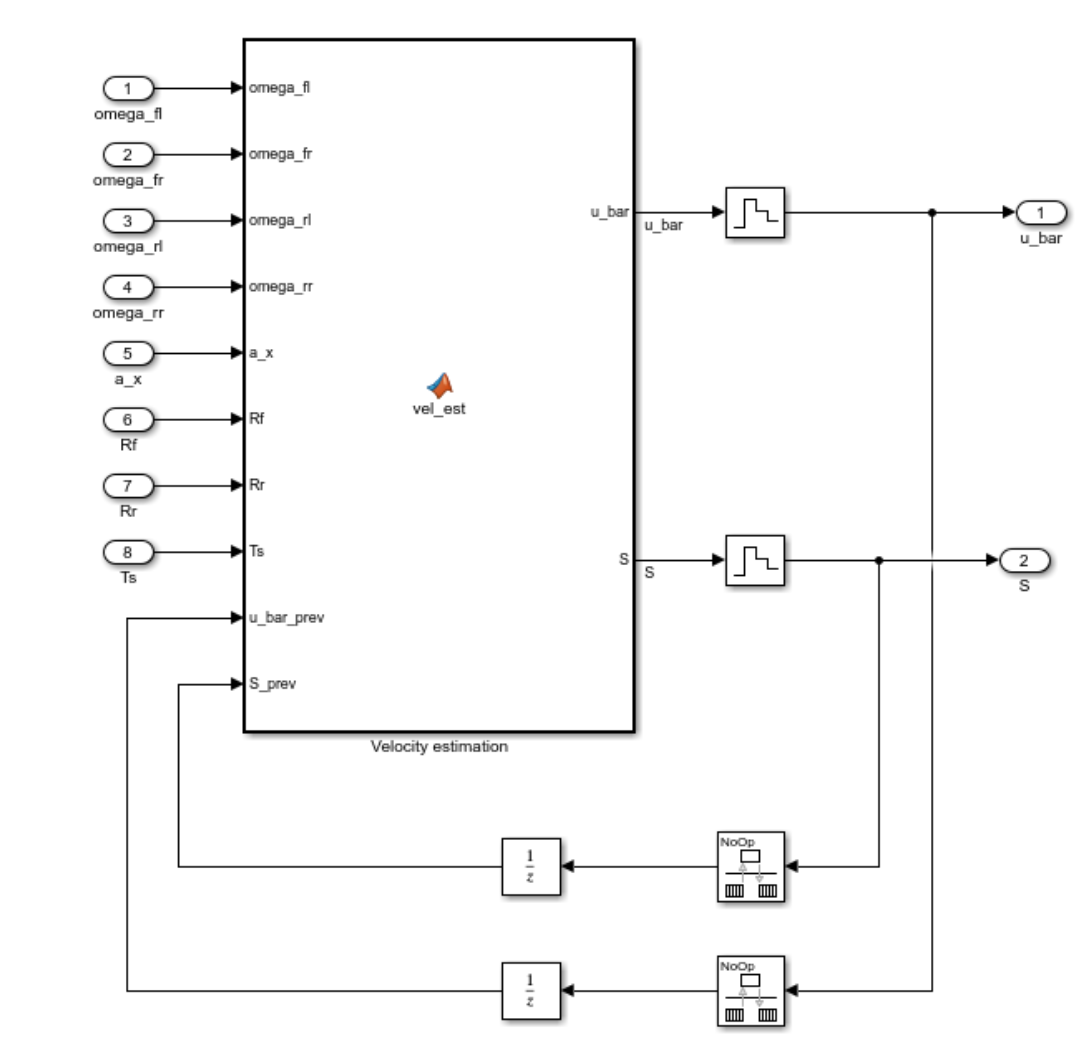 1
omega_fl
2
omega_fr
3
omega_rl
4
omega_rr
5
a_x
6
Rf
7
Rr
8
Ts
omega_fl
omega_fr
omega_rl
omega_rr
a_x
Rf
Rr
Ts
u_bar_prev
S_prev
vel_est
Velocity estimation
u_bar
u_bar
S
S
1
u_bar
2
S
1
z
NoOp
1
z
NoOp